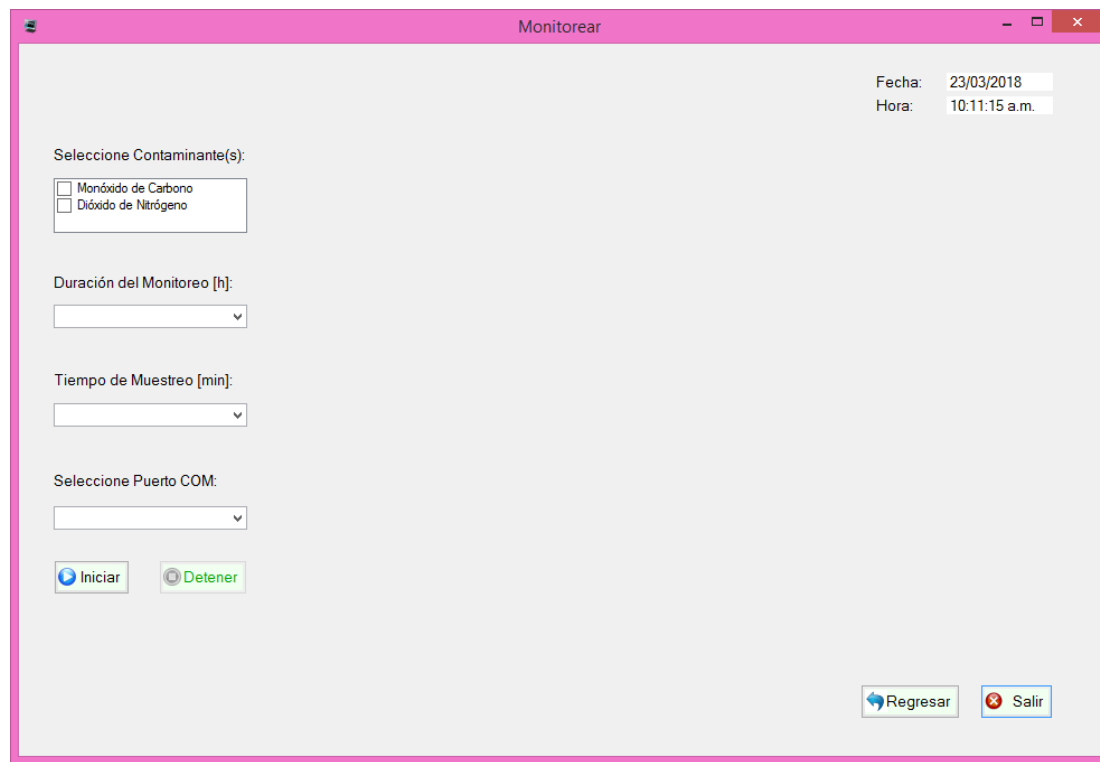 Monitorear
Fecha: 23/03/2018
Hora: 10:11:15 a.m.
Seleccione Contaminante(s):
Monóxido de Carbono
Dióxido de Nitrógeno
Duración del Monitoreo [h]:
Tiempo de Muestreo [min]:
Seleccione Puerto COM:
Iniciar Detener
Regresar Salir